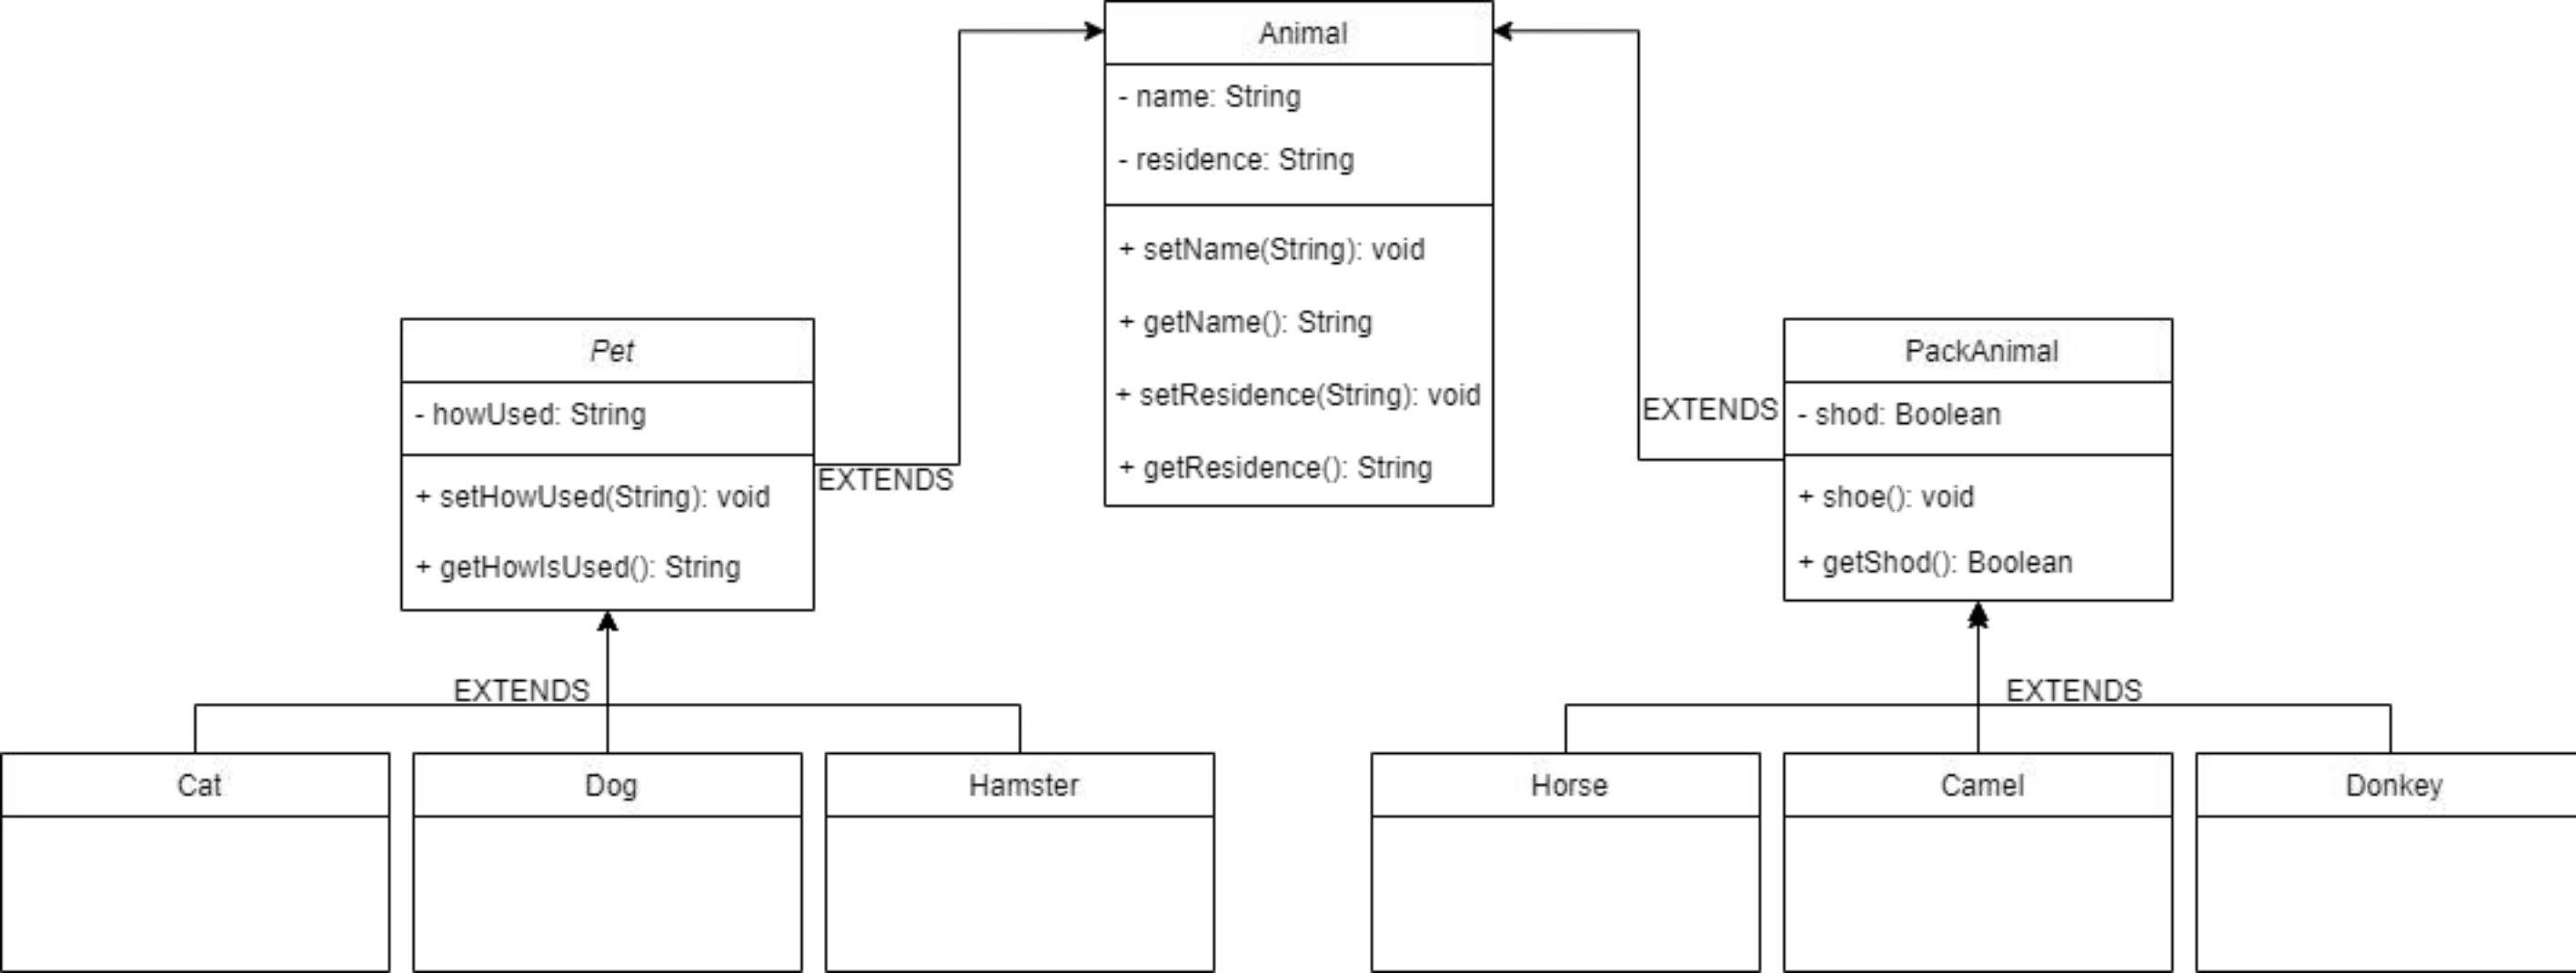 Animal
- name: String
- residence: String
+ setName(String): void
+ getName(): String
+ setResidence(String): void
+ getResidence(): String
Pet
- howUsed: String
+ setHowUsed(String): void
+ getHowIsUsed(): String
EXTENDS
PackAnimal
- shod: Boolean
+ shoe(): void
+ getShod(): Boolean
EXTENDS
EXTENDS
Cat
Dog
Hamster
EXTENDS
Horse
Camel
Donkey